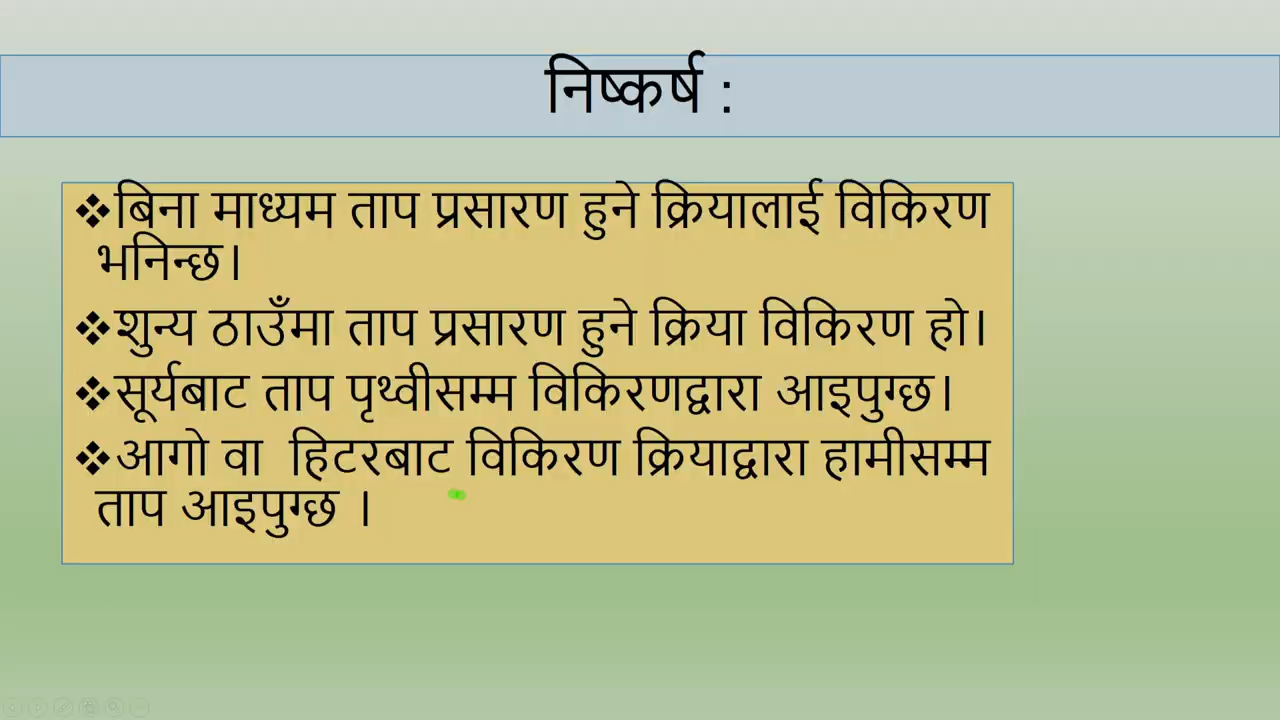 निष्कर्ष :
❖बिना माध्यम ताप प्रसारण हुने क्रियालाई विकिरण
भनिन्छ।
❖शुन्य ठाउँमा ताप प्रसारण हुने क्रिया विकिरण हो।
❖सूर्यबाट ताप पृथ्वीसम्म विकिरणद्वारा आइपुग्छ।
❖आगो वा हिटरबाट विकिरण क्रियाद्वारा हामीसम्म
ताप आइपुग्छ ।